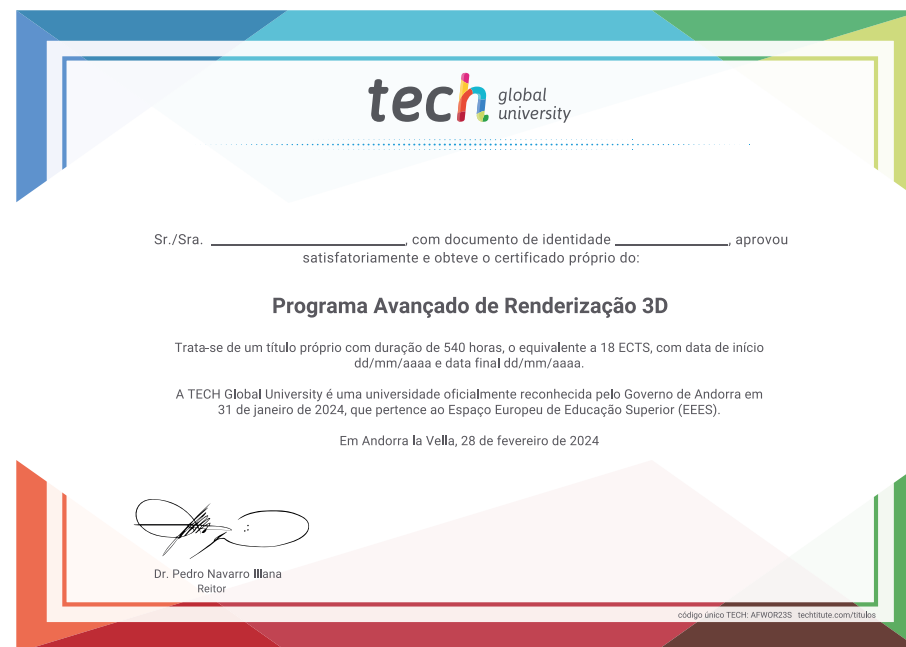 tech global
university
Sr./Sra. ________________, com documento de identidade ________________, aprovou
satisfatoriamente e obteve o certificado próprio do:
Programa Avançado de Renderização 3D
Trata-se de um título próprio com duração de 540 horas, o equivalente a 18 ECTS, com data de início
dd/mm/aaaa e data final dd/mm/aaaa.
A TECH Global University é uma universidade oficialmente reconhecida pelo Governo de Andorra em
31 de janeiro de 2024, que pertence ao Espaço Europeu de Educação Superior (EEES).
Em Andorra la Vella, 28 de fevereiro de 2024
Dr. Pedro Navarro Illana
Reitor
código único TECH: AFWOR23S techtitute.com/titulos